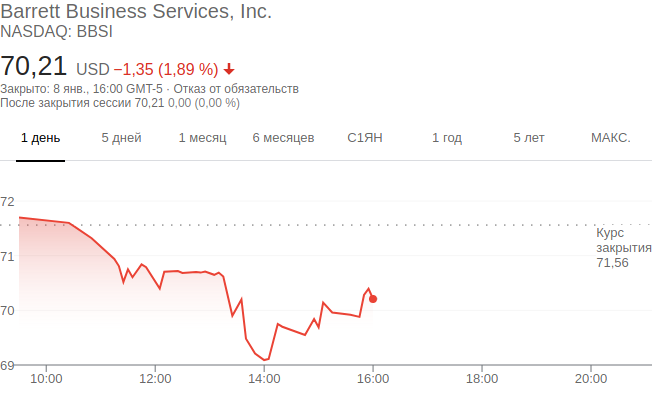 Barrett Business Services, Inc.
NASDAQ: BBSI
70,21 USD −1,35 (1,89 %)
Закрыто: 8 янв., 16:00 GMT-5 · Отказ от обязательств
После закрытия сессии 70,21 0,00 (0,00 %)
1 день 5 дней 1 месяц 6 месяцев С1ЯН 1 год 5 лет МАКС.
72
Курс
закрытия
71,56
71
70
69
10:00 12:00 14:00 16:00 18:00 20:00